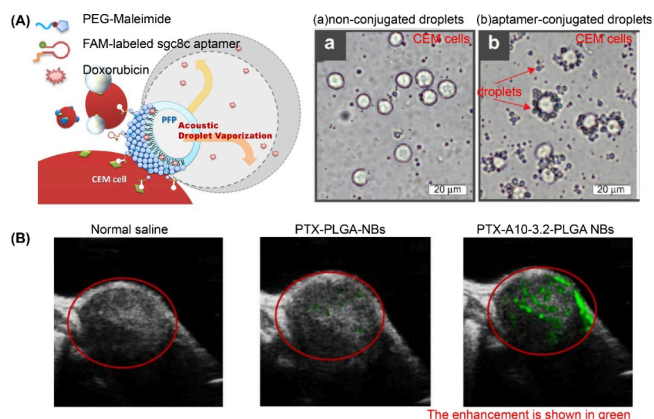 (A)
PEG-Maleimide
FAM-labeled sgc8c aptamer
Doxorubicin
PFP
Acoustic
Droplet Vaporization
CEM cell
(a)non-conjugated droplets
a
CEM cells
20 μm
(b)aptamer-conjugated droplets
b
CEM cells
droplets
20 μm
(B)
Normal saline
PTX-PLGA-NBs
PTX-A10-3.2-PLGA NBs
The enhancement is shown in green